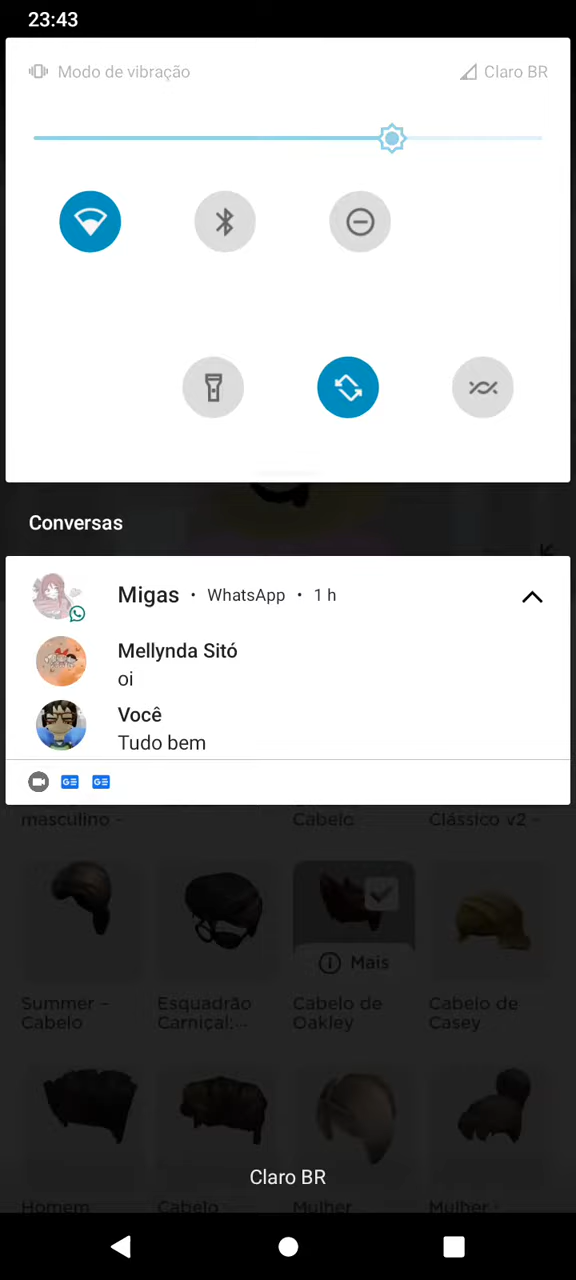 23:43
Modo de vibração
Claro BR
Conversas
Migas · WhatsApp · 1 h
Mellynda Sitó
oi
Você
Tudo bem
GE GE
masculino -
Cabelo
Clássico v2 -
Mais
Summer - Cabelo
Esquadrão Carniçal:...
Cabelo de Oakley
Cabelo de Casey
Claro BR
Homem
Cabelo
Mulher
Mulher